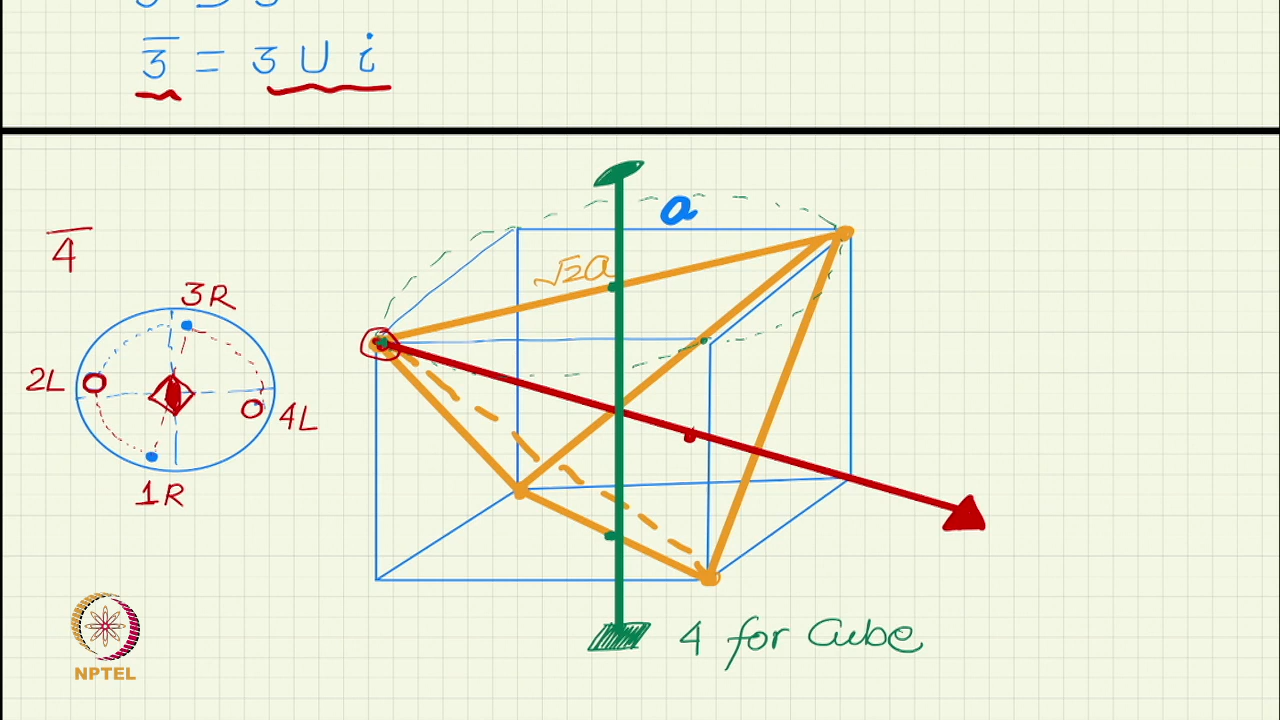 3̅ = 3 U i
a
4̅
√2a
3R
2L
4L
1R
4 for Cube
NPTEL